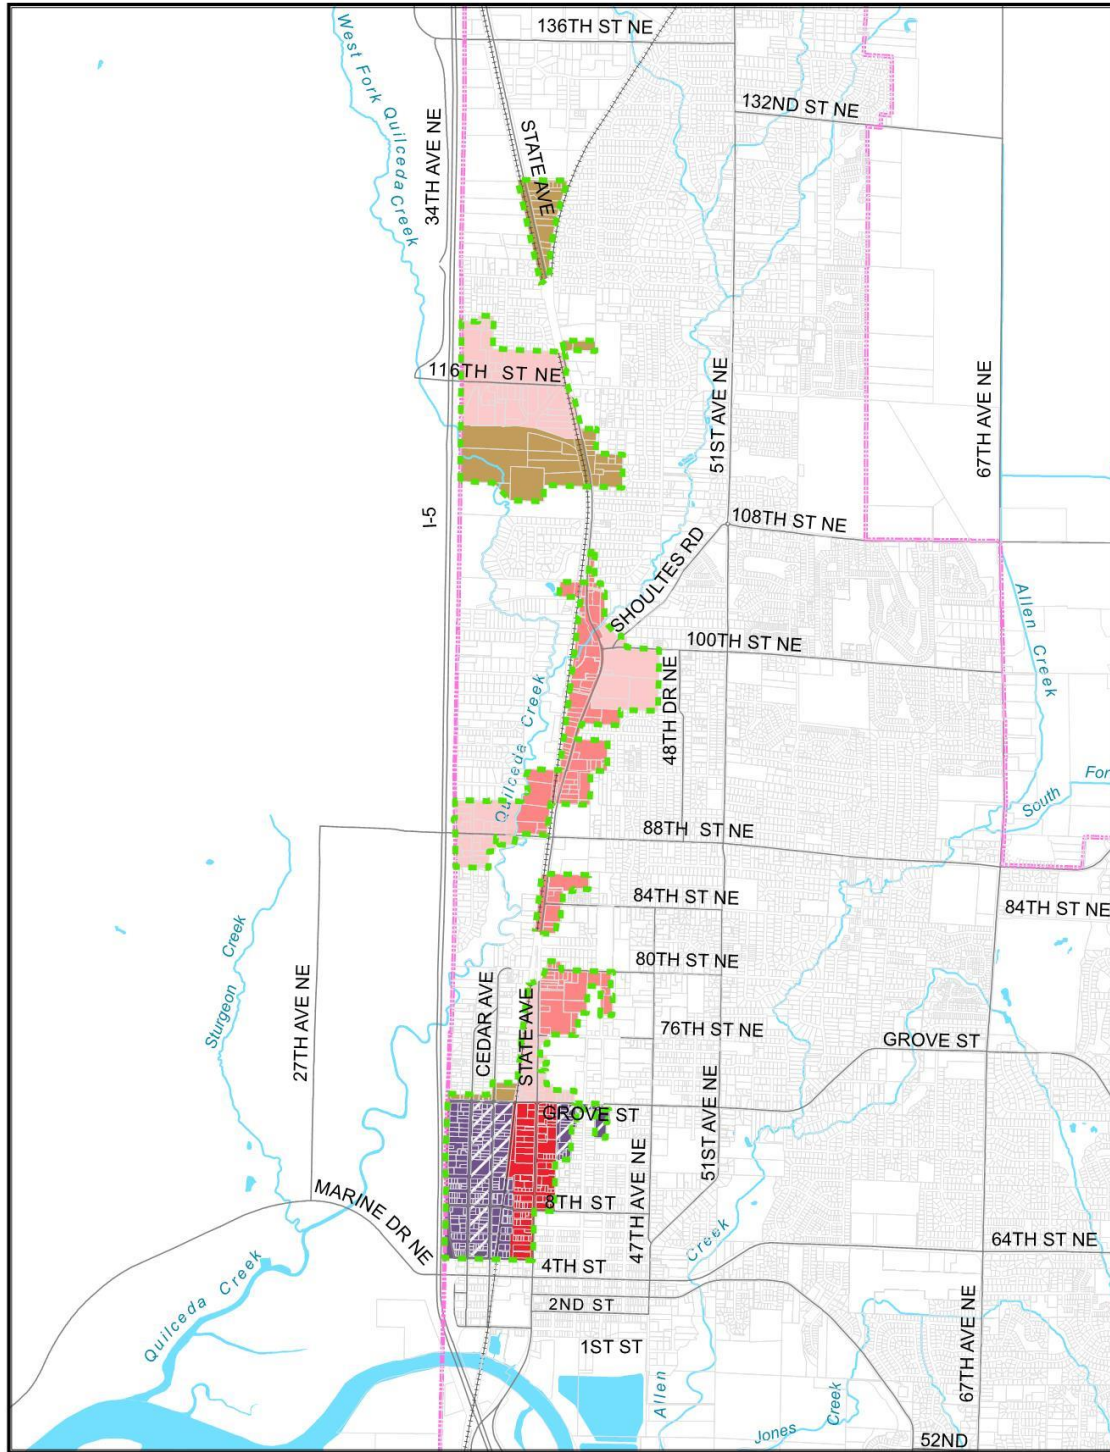 136TH ST NE
West Fork Quilceda Creek
132ND ST NE
34TH AVE NE
STATE AVE
116TH ST NE
51ST AVE NE
67TH AVE NE
I-5
108TH ST NE
SHOULTES RD
Allen Creek
100TH ST NE
48TH DR NE
Quilceda Creek
South For
88TH ST NE
84TH ST NE
84TH ST NE
Sturgeon Creek
80TH ST NE
27TH AVE NE
CEDAR AVE
STATE AVE
76TH ST NE
GROVE ST
51ST AVE NE
GROVE ST
47TH AVE NE
8TH ST
MARINE DR NE
Creek
64TH ST NE
4TH ST
Quilceda Creek
2ND ST
67TH AVE NE
1ST ST
Allen
Jones Creek
52ND